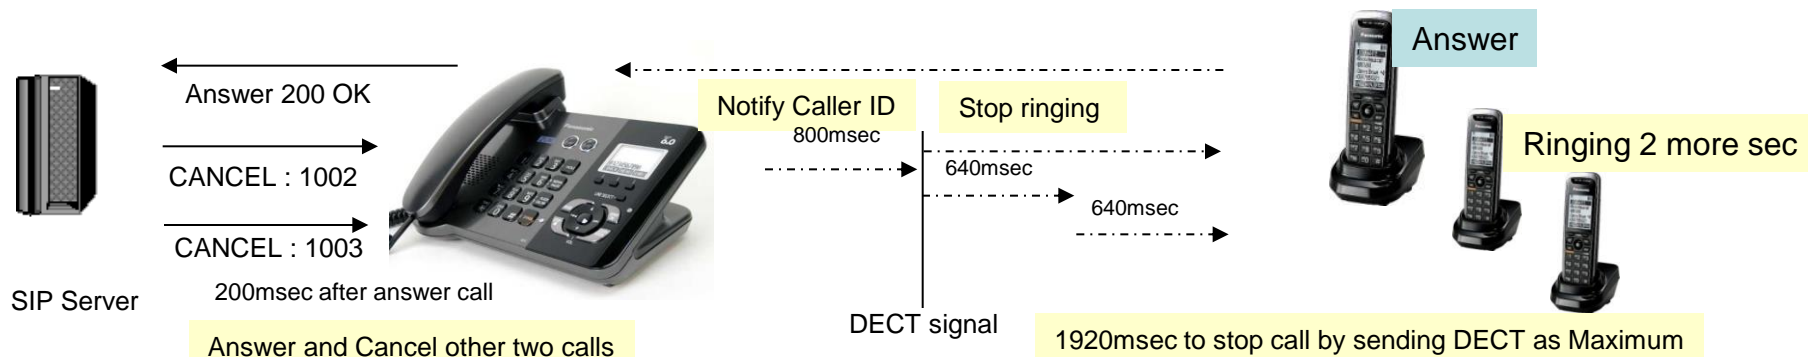 Answer
Answer 200 OK
Notify Caller ID
Stop ringing
800msec
Ringing 2 more sec
CANCEL : 1002
640msec
640msec
CANCEL : 1003
200msec after answer call
SIP Server
DECT signal
Answer and Cancel other two calls
1920msec to stop call by sending DECT as Maximum
Panasonic
Panasonic